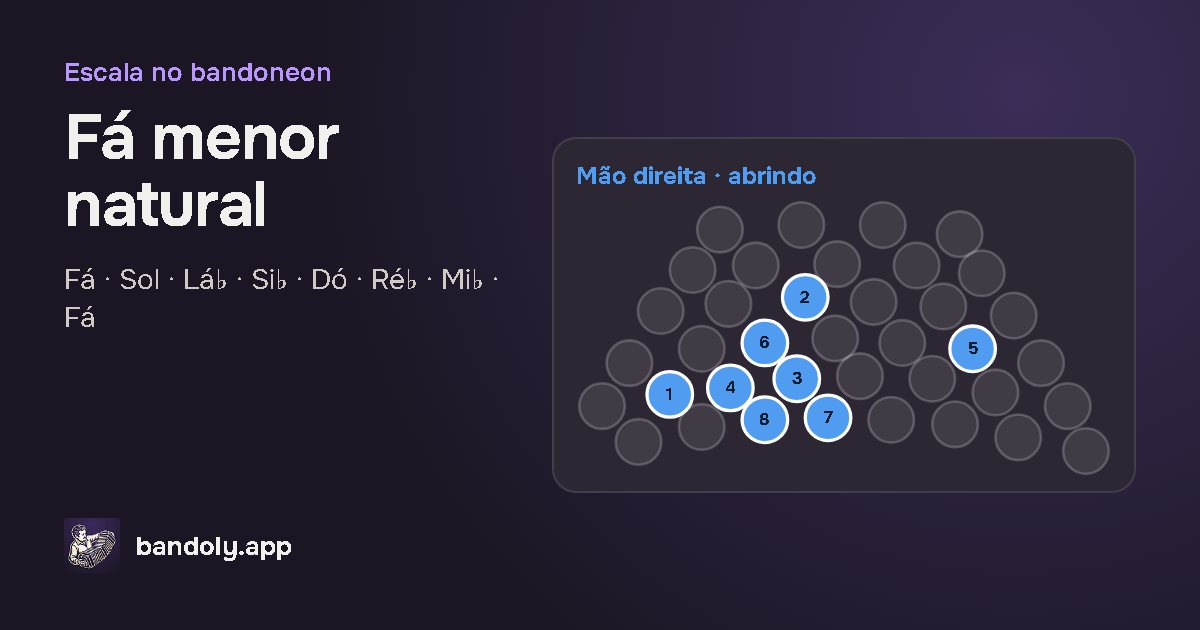 Escala no bandoneon
Fá menor
natural
Fá · Sol · Lá♭ · Si♭ · Dó · Ré♭ · Mi♭ ·
Fá
Mão direita · abrindo
2
6
5
3
4
1
8
7
bandoly.app